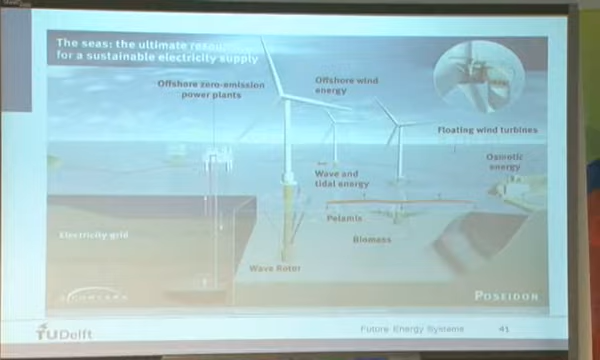 The seas: the ultimate resource
for a sustainable electricity supply
Offshore zero-emission
power plants
Offshore wind
energy
Floating wind turbines
Osmotic
energy
Wave and
tidal energy
Pelamis
Electricity grid
Biomass
Wave Rotor
ECOFYS
POSEIDON
TUDelft
Future Energy Systems
41